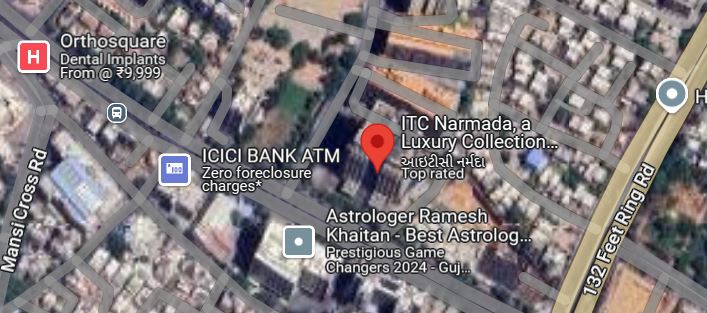 H
Orthosquare
Dental Implants
From @ ₹9,999
ITC Narmada, a
Luxury Collection...
આઇટીસી નર્મદા
Top rated
ICICI BANK ATM
Zero foreclosure
charges*
Astrologer Ramesh
Khaitan - Best Astrolog...
Prestigious Game
Changers 2024 - Guj...
Mansi Cross Rd
132 Feet Ring Rd
H